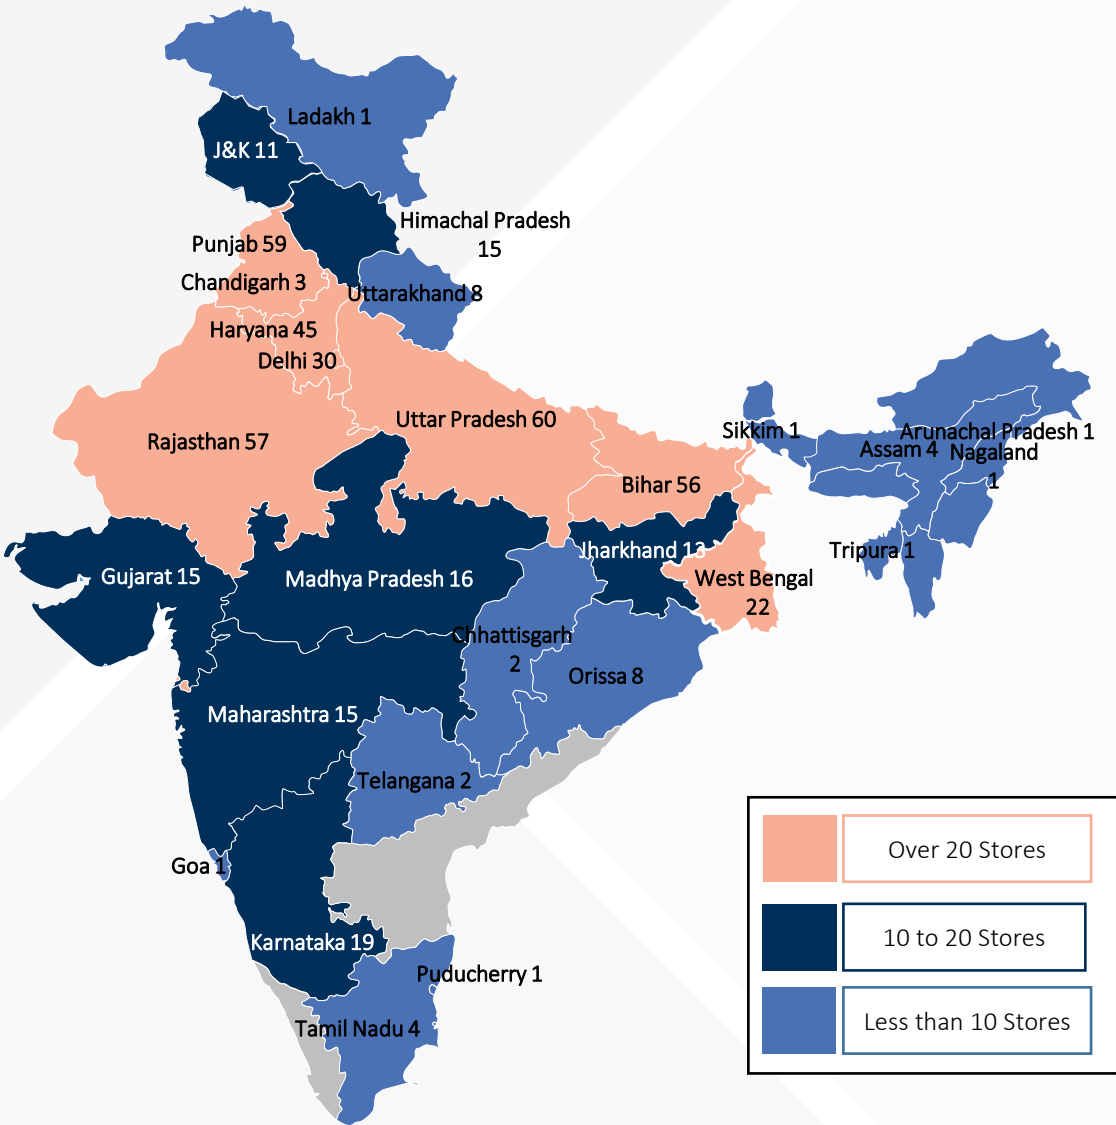 Ladakh 1
J&K 11
Himachal Pradesh
15
Punjab 59
Chandigarh 3
Uttarakhand 8
Haryana 45
Delhi 30
Uttar Pradesh 60
Rajasthan 57
Sikkim 1
Arunachal Pradesh 1
Assam 4
Nagaland
1
Bihar 56
Jharkhand 13
Tripura 1
Gujarat 15
Madhya Pradesh 16
West Bengal
22
Chhattisgarh
2
Orissa 8
Maharashtra 15
Telangana 2
Goa 1
Karnataka 19
Puducherry 1
Tamil Nadu 4
Over 20 Stores
10 to 20 Stores
Less than 10 Stores